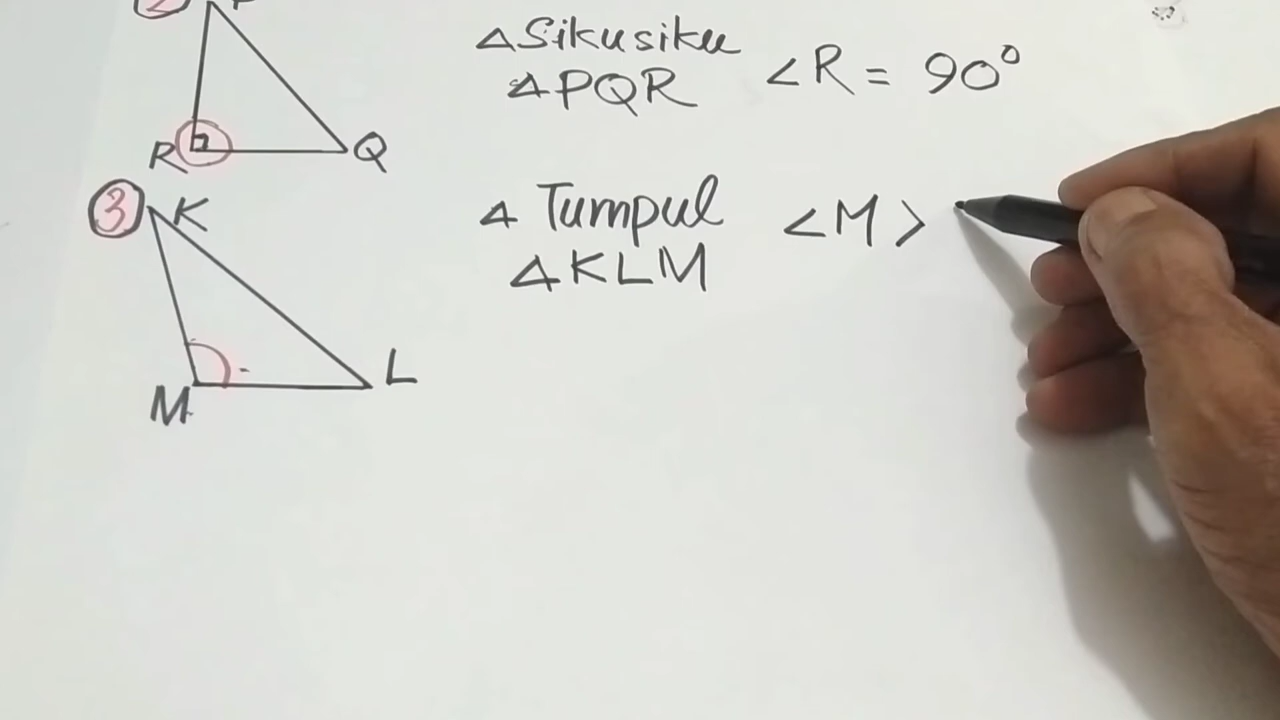 △Sikusiku
△PQR ∠R = 90°
R Q
3 K
△ Tumpul ∠M >
△KLM
M L